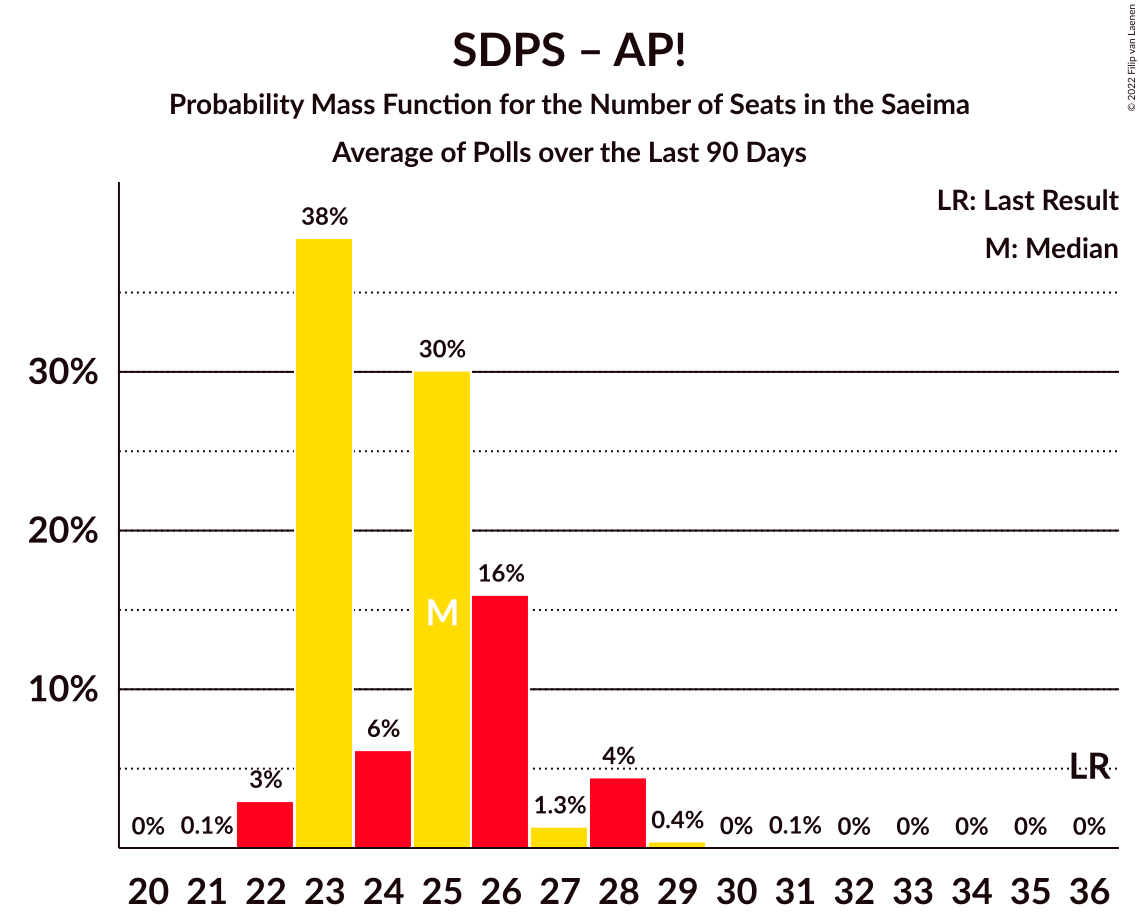 SDPS – AP!
Probability Mass Function for the Number of Seats in the Saeima
Average of Polls over the Last 90 Days
© 2022 Filip van Laenen
LR: Last Result
M: Median
38%
30%
30%
20%
16%
M
10%
6%
4%
LR
3%
1.3%
0.4%
0%
0.1%
0%
0.1%
0%
0%
0%
0%
0%
20 21 22 23 24 25 26 27 28 29 30 31 32 33 34 35 36